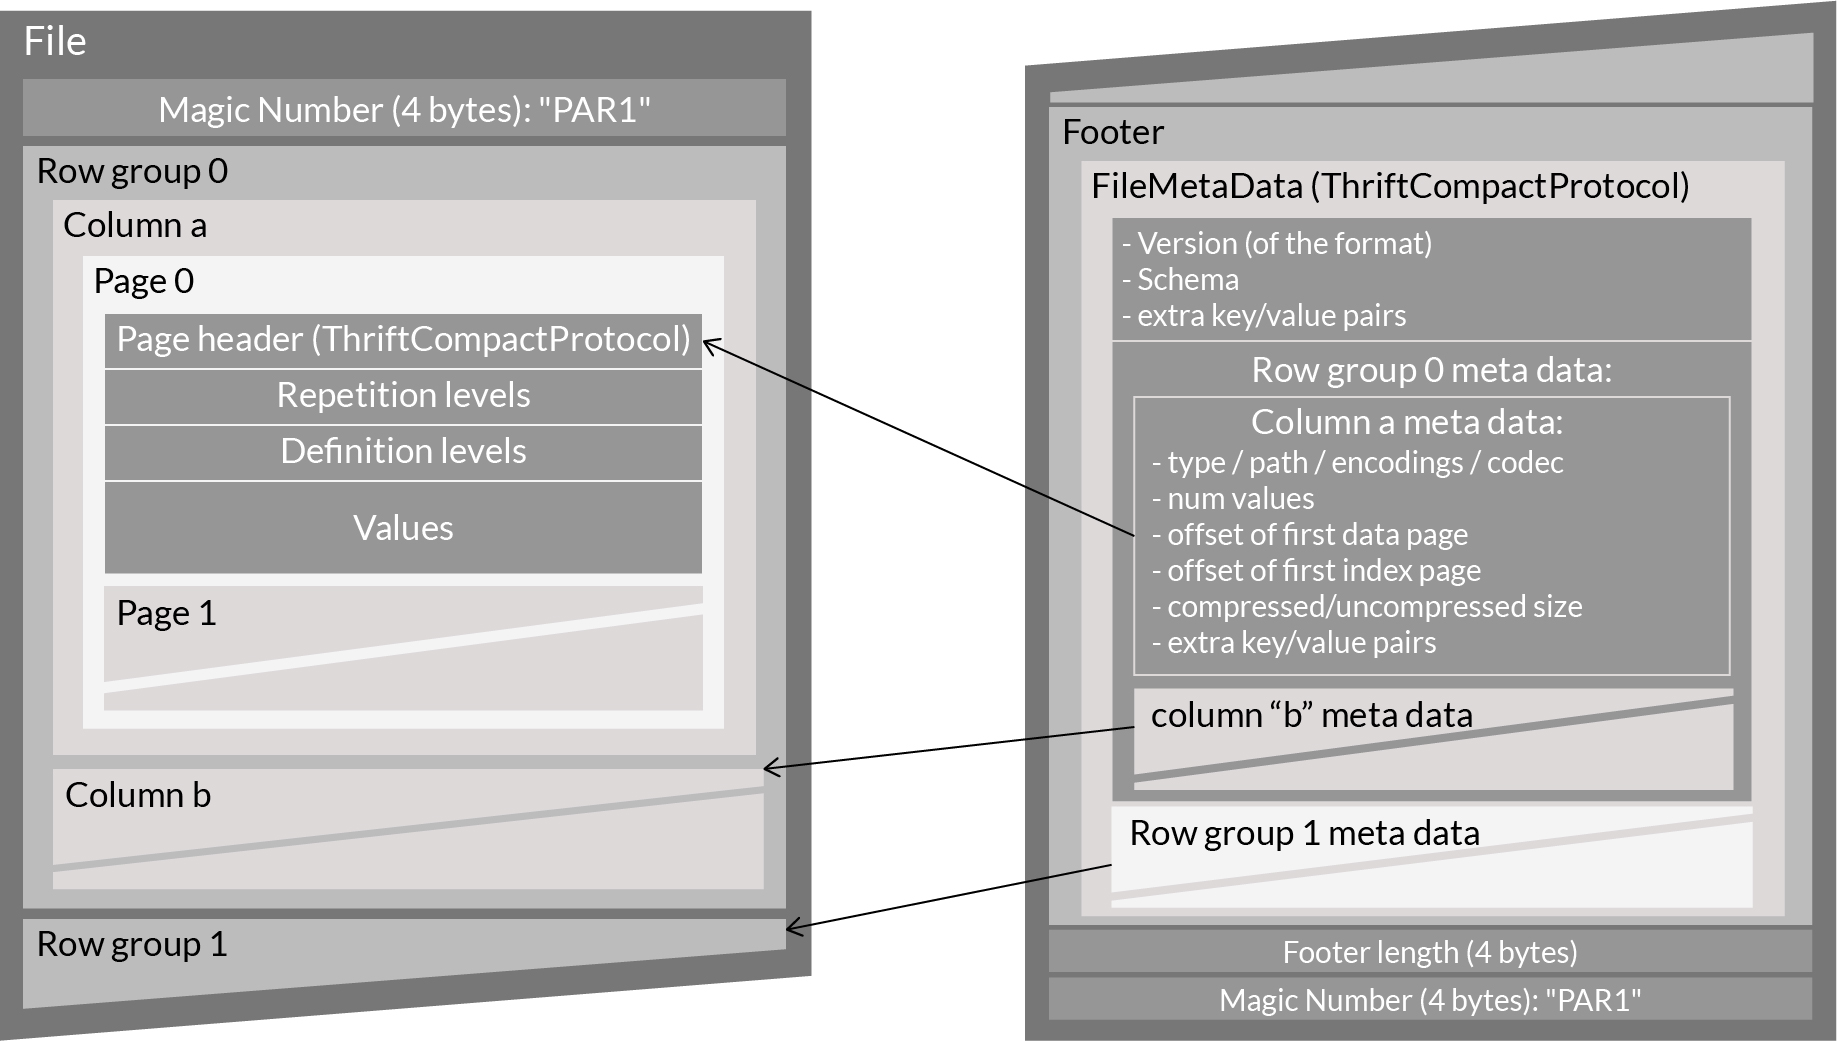 File
Magic Number (4 bytes): "PAR1"
Row group 0
Column a
Page 0
Page header (ThriftCompactProtocol)
Repetition levels
Definition levels
Values
Page 1
Column b
Row group 1
Footer
FileMetaData (ThriftCompactProtocol)
- Version (of the format)
- Schema
- extra key/value pairs
Row group 0 meta data:
Column a meta data:
- type / path / encodings / codec
- num values
- offset of first data page
- offset of first index page
- compressed/uncompressed size
- extra key/value pairs
column “b” meta data
Row group 1 meta data
Footer length (4 bytes)
Magic Number (4 bytes): "PAR1"